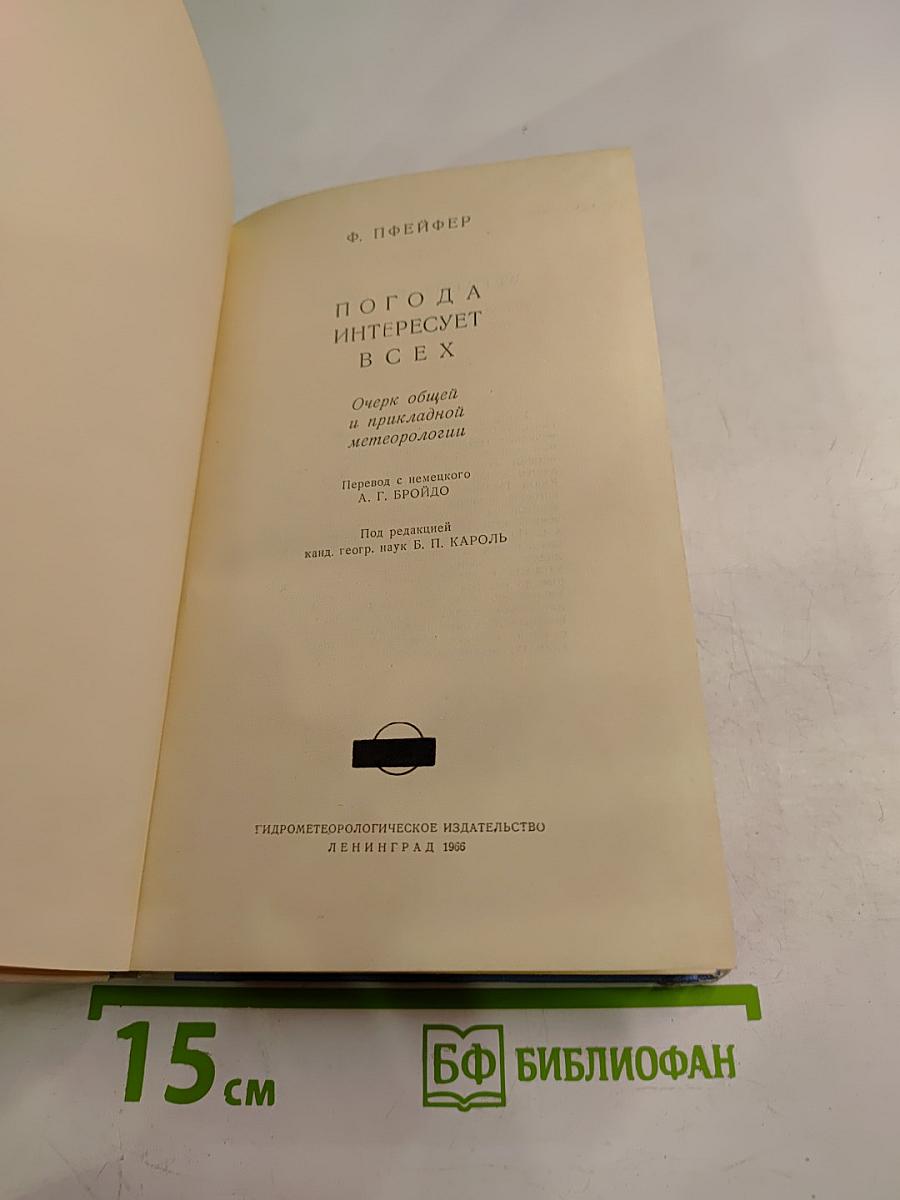 Ф. ПФЕЙФЕР
ПОГОДА
ИНТЕРЕСУЕТ
ВСЕХ
Очерк общей
и прикладной
метеорологии
Перевод с немецкого
А. Г. БРОЙДО
Под редакцией
канд. геогр. наук Б. П. КАРОЛЬ
ГИДРОМЕТЕОРОЛОГИЧЕСКОЕ ИЗДАТЕЛЬСТВО
ЛЕНИНГРАД 1966
15 см
БФ БИБЛИОФАН